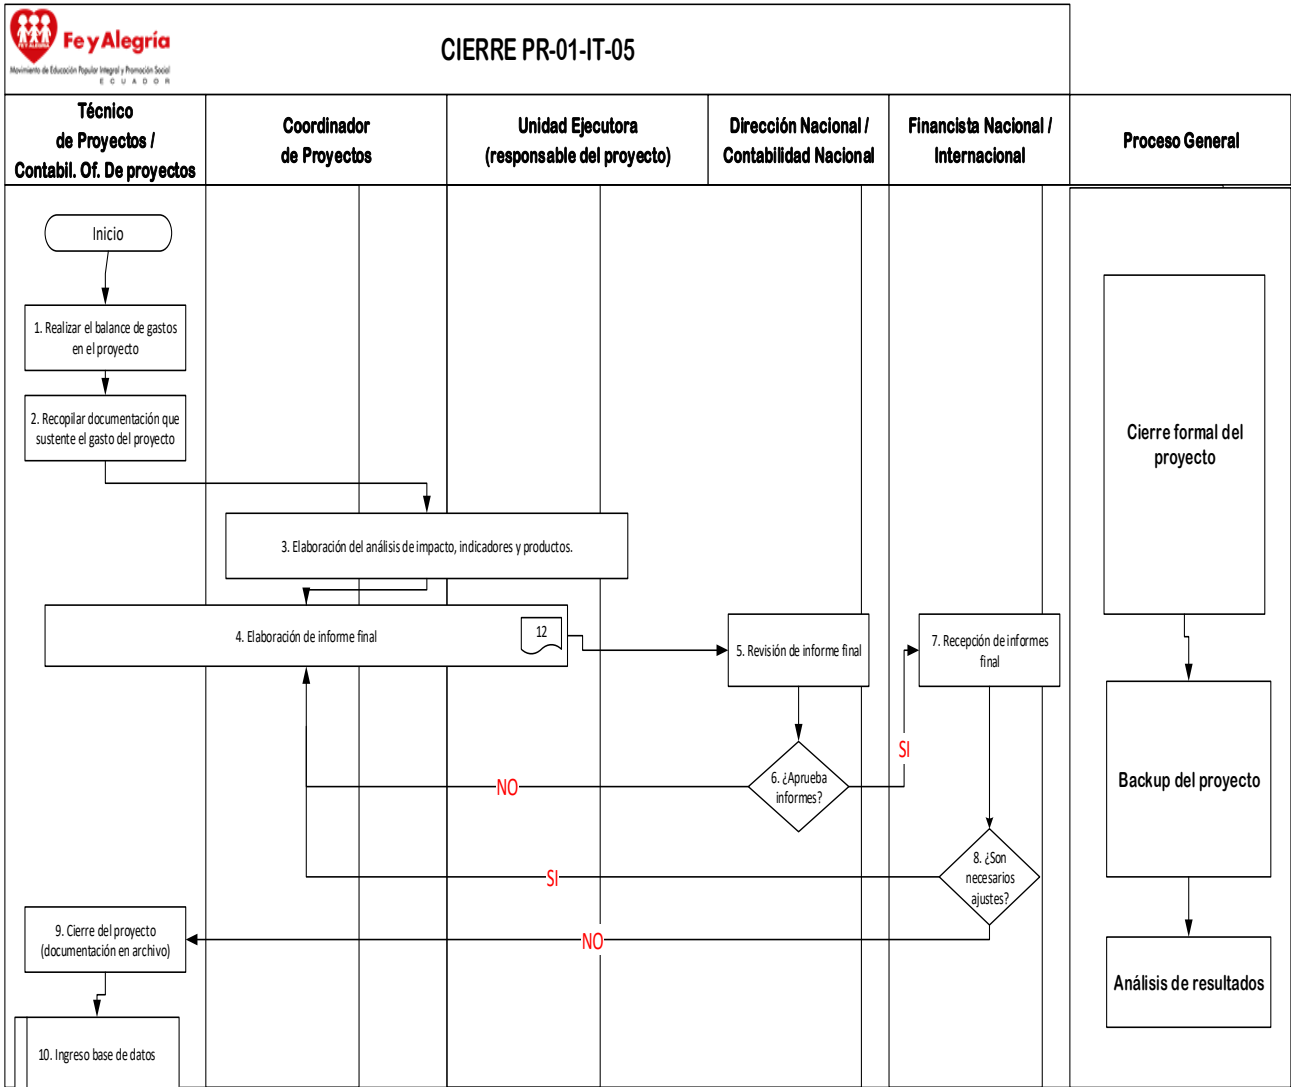 Fe y Alegría
Movimiento de Educación Popular Integral y Promoción Social
ECUADOR
CIERRE PR-01-IT-05
Técnico
de Proyectos /
Contabil. Of. De proyectos
Coordinador
de Proyectos
Unidad Ejecutora
(responsable del proyecto)
Dirección Nacional /
Contabilidad Nacional
Financista Nacional /
Internacional
Proceso General
Inicio
1. Realizar el balance de gastos
en el proyecto
2. Recopilar documentación que
sustente el gasto del proyecto
3. Elaboración del análisis de impacto, indicadores y productos.
4. Elaboración de informe final
12
5. Revisión de informe final
7. Recepción de informes
final
6. ¿Aprueba
informes?
NO
SI
8. ¿Son
necesarios
ajustes?
SI
NO
9. Cierre del proyecto
(documentación en archivo)
10. Ingreso base de datos
Cierre formal del
proyecto
Backup del proyecto
Análisis de resultados